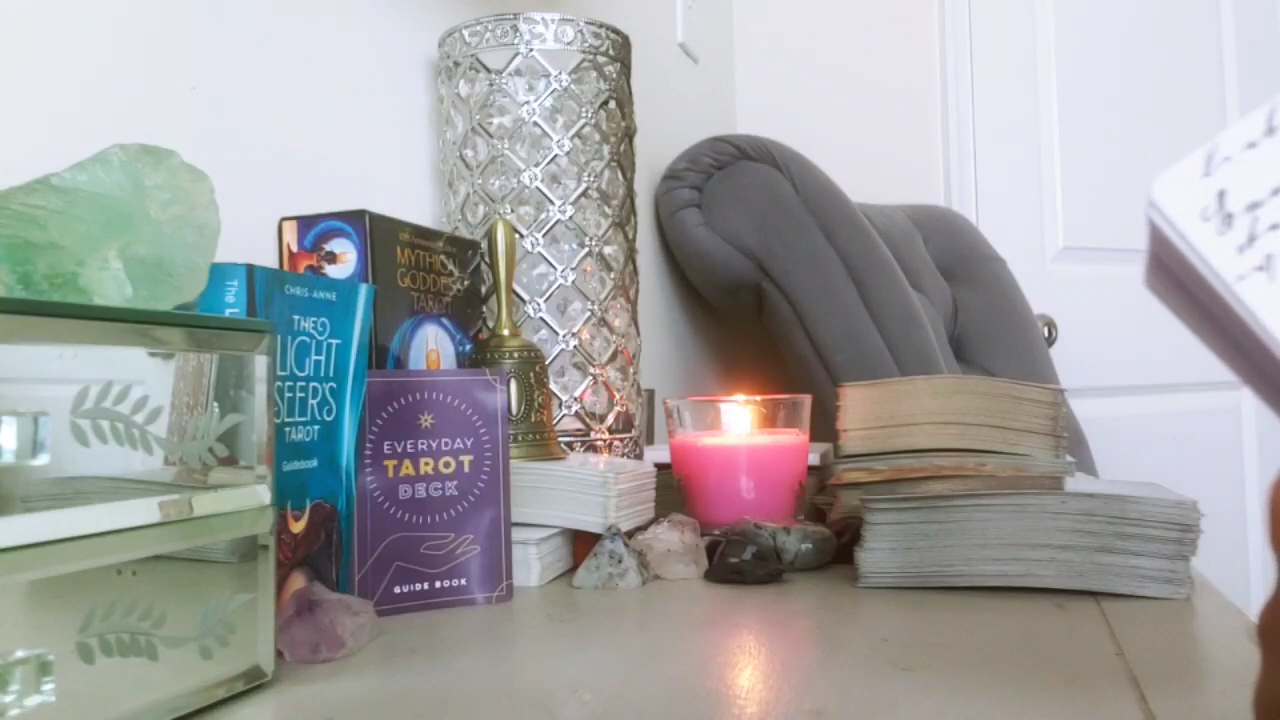 MYTHICAL
GODDESS
TAROT
The L
CHRIS-ANNE
THE
LIGHT
SEER'S
TAROT
Guidebook
EVERYDAY
TAROT
DECK
GUIDE BOOK